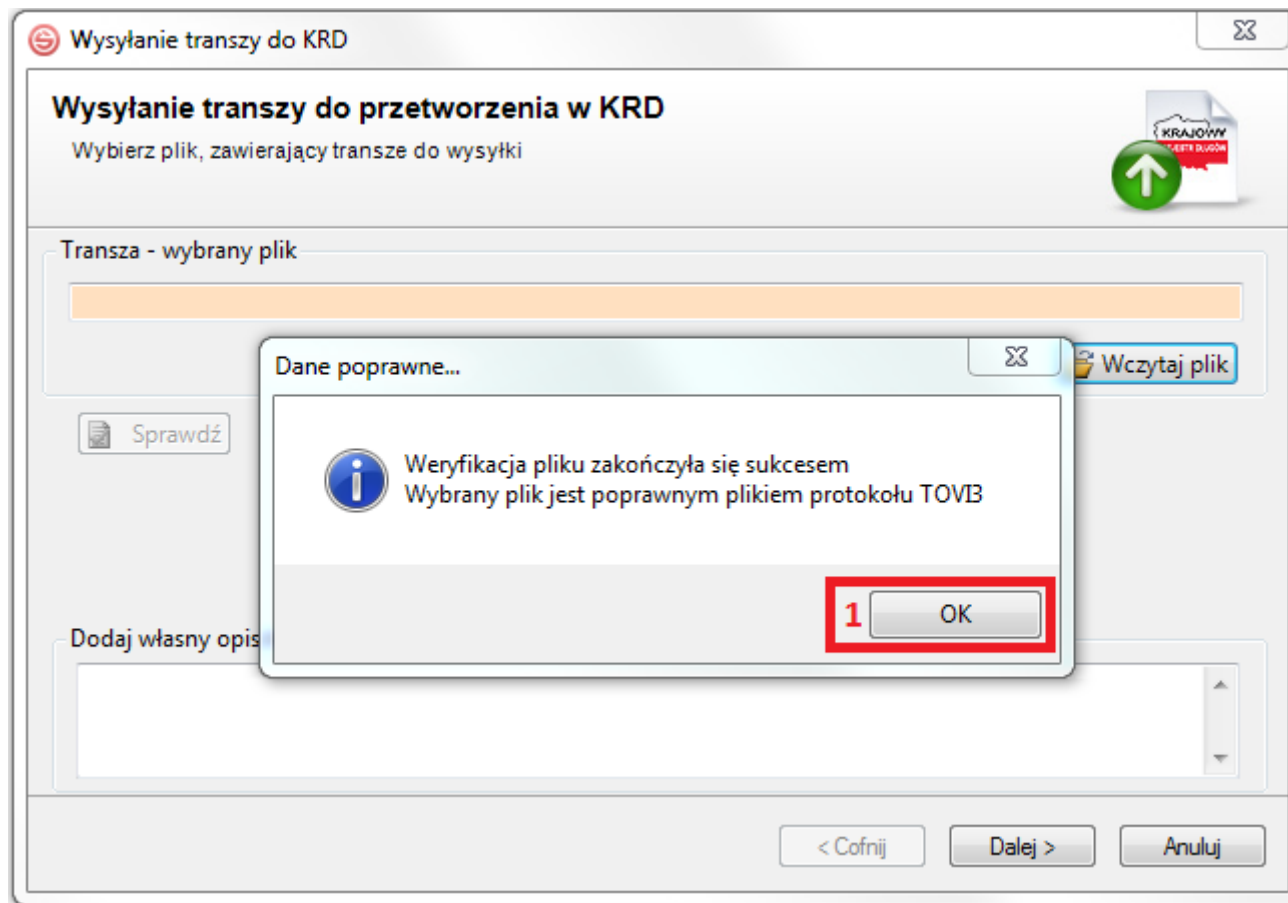 Wysyłanie transzy do KRD
Wysyłanie transzy do przetworzenia w KRD
Wybierz plik, zawierający transze do wysyłki
KRAJOWY
Transza - wybrany plik
Wczytaj plik
Dane poprawne...
Sprawdź
Weryfikacja pliku zakończyła się sukcesem
Wybrany plik jest poprawnym plikiem protokołu TOVI3
1 OK
Dodaj własny opis
< Cofnij Dalej > Anuluj